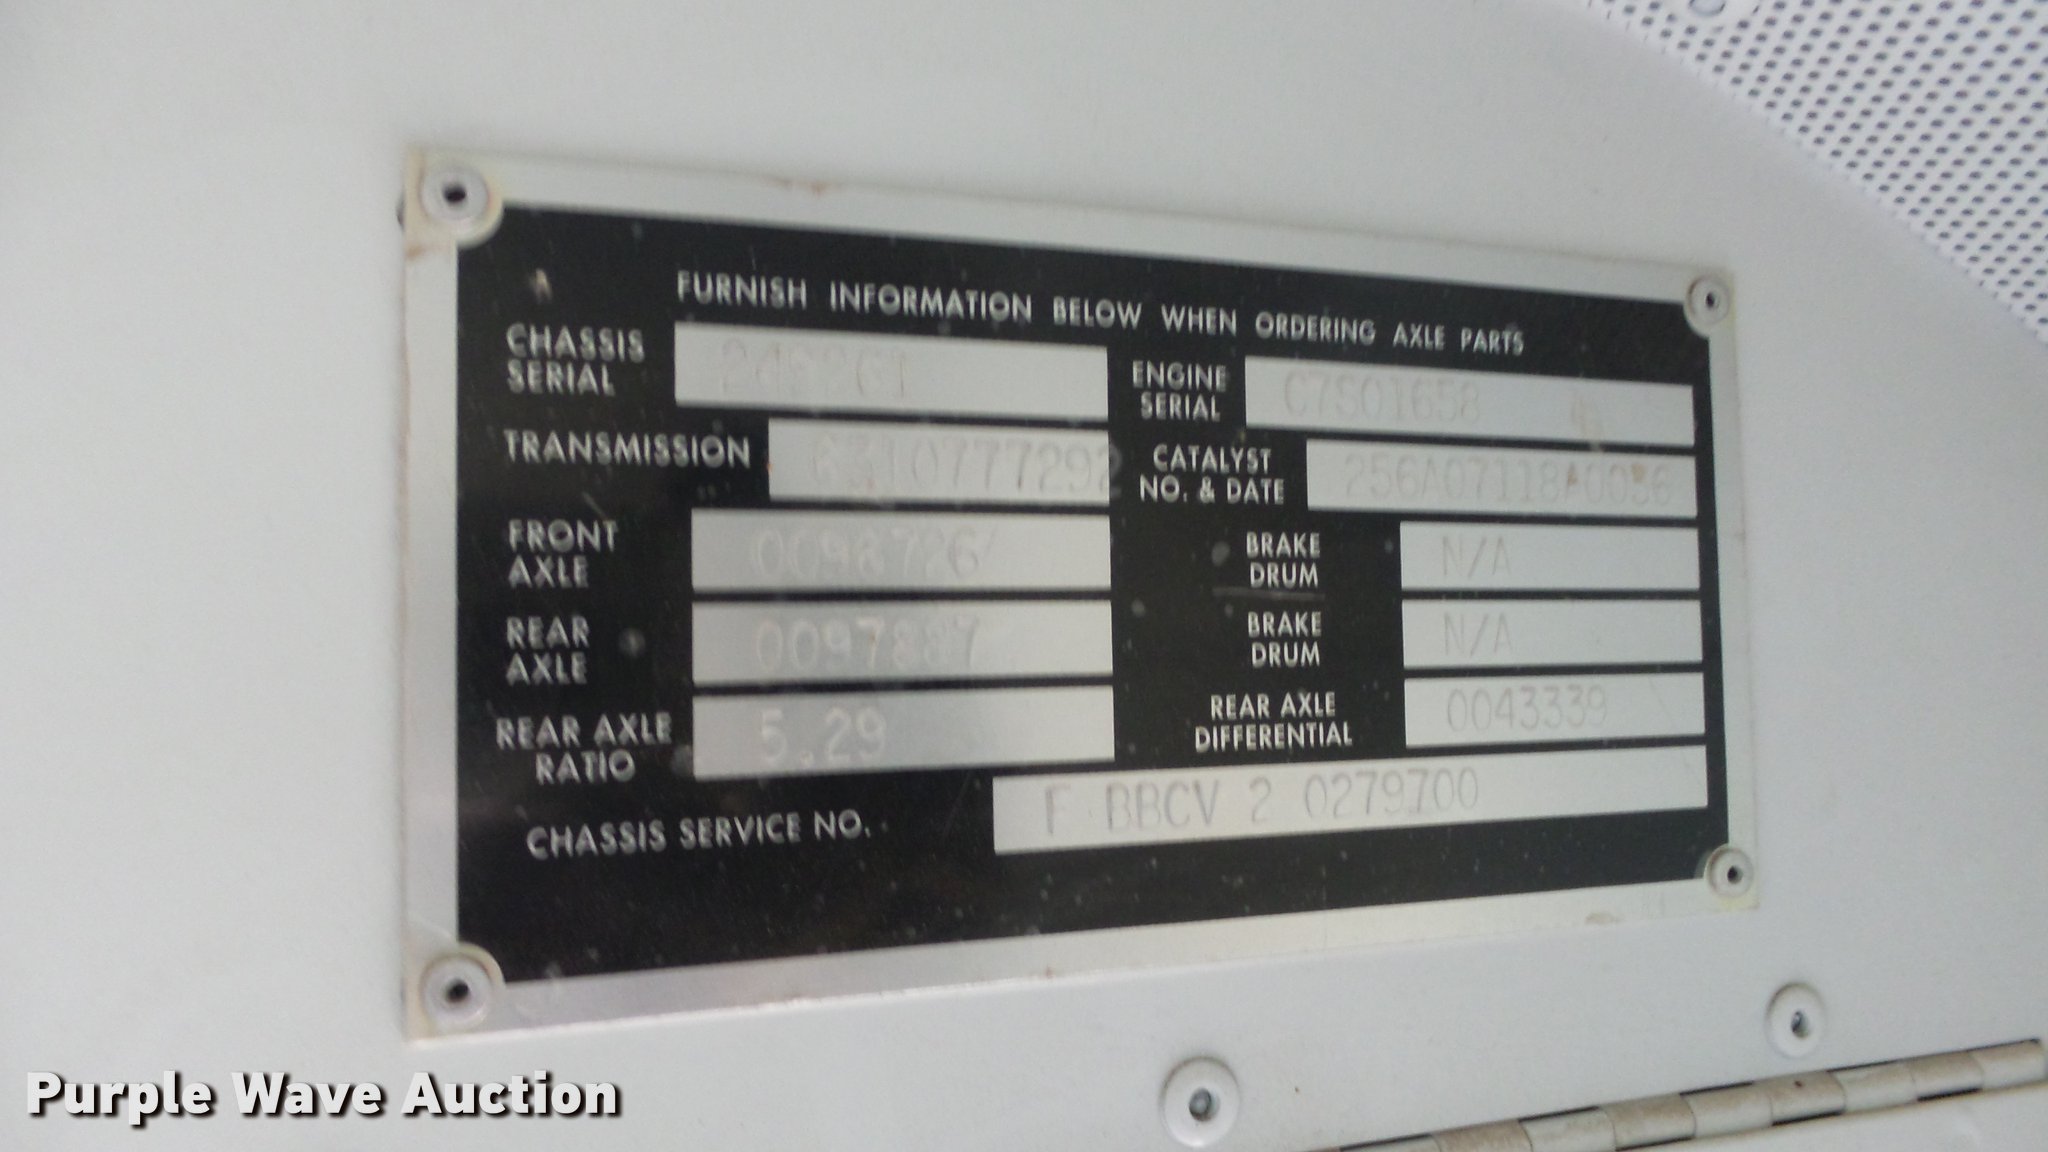 FURNISH INFORMATION BELOW WHEN ORDERING AXLE PARTS
CHASSIS
SERIAL
ENGINE
SERIAL C7S01658
TRANSMISSION 6310777292
CATALYST
NO. & DATE 256A07118A0056
FRONT
AXLE
BRAKE
DRUM N/A
REAR
AXLE 0097887
BRAKE
DRUM N/A
REAR AXLE
RATIO 5.29
REAR AXLE
DIFFERENTIAL 0043339
CHASSIS SERVICE NO. F BBCV 2 0279700
Purple Wave Auction